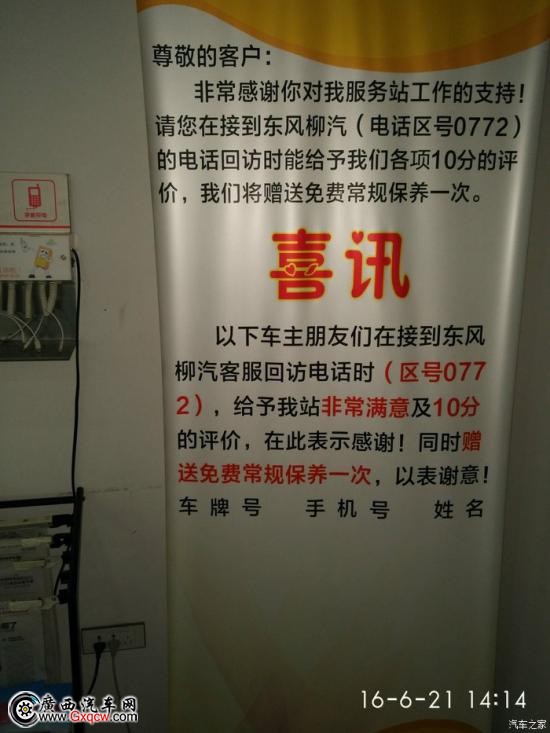 尊敬的客户：
非常感谢你对我服务站工作的支持！
请您在接到东风柳汽（电话区号0772）
的电话回访时能给予我们各项10分的评
价，我们将赠送免费常规保养一次。
喜讯
以下车主朋友们在接到东风
柳汽客服回访电话时（区号077
2），给予我站非常满意及10分
的评价，在此表示感谢！同时赠
送免费常规保养一次，以表谢意！
车牌号 手机号 姓名
廣西汽车网
www.Gxqcw.com
16-6-21 14:14
汽车之家